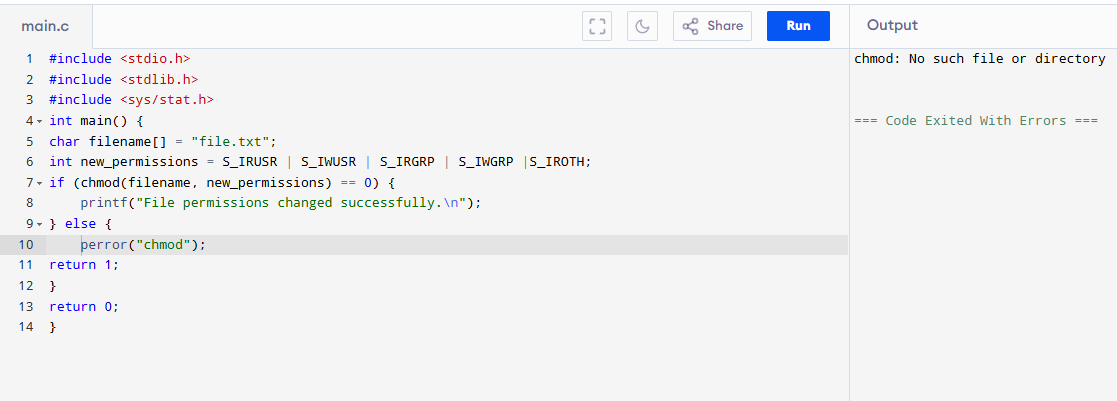 main.c
Share
Run
Output
1 #include <stdio.h>
2 #include <stdlib.h>
3 #include <sys/stat.h>
4 int main() {
5 char filename[] = "file.txt";
6 int new_permissions = S_IRUSR | S_IWUSR | S_IRGRP | S_IWGRP |S_IROTH;
7 if (chmod(filename, new_permissions) == 0) {
8     printf("File permissions changed successfully.\n");
9 } else {
10     perror("chmod");
11 return 1;
12 }
13 return 0;
14 }
chmod: No such file or directory
=== Code Exited With Errors ===